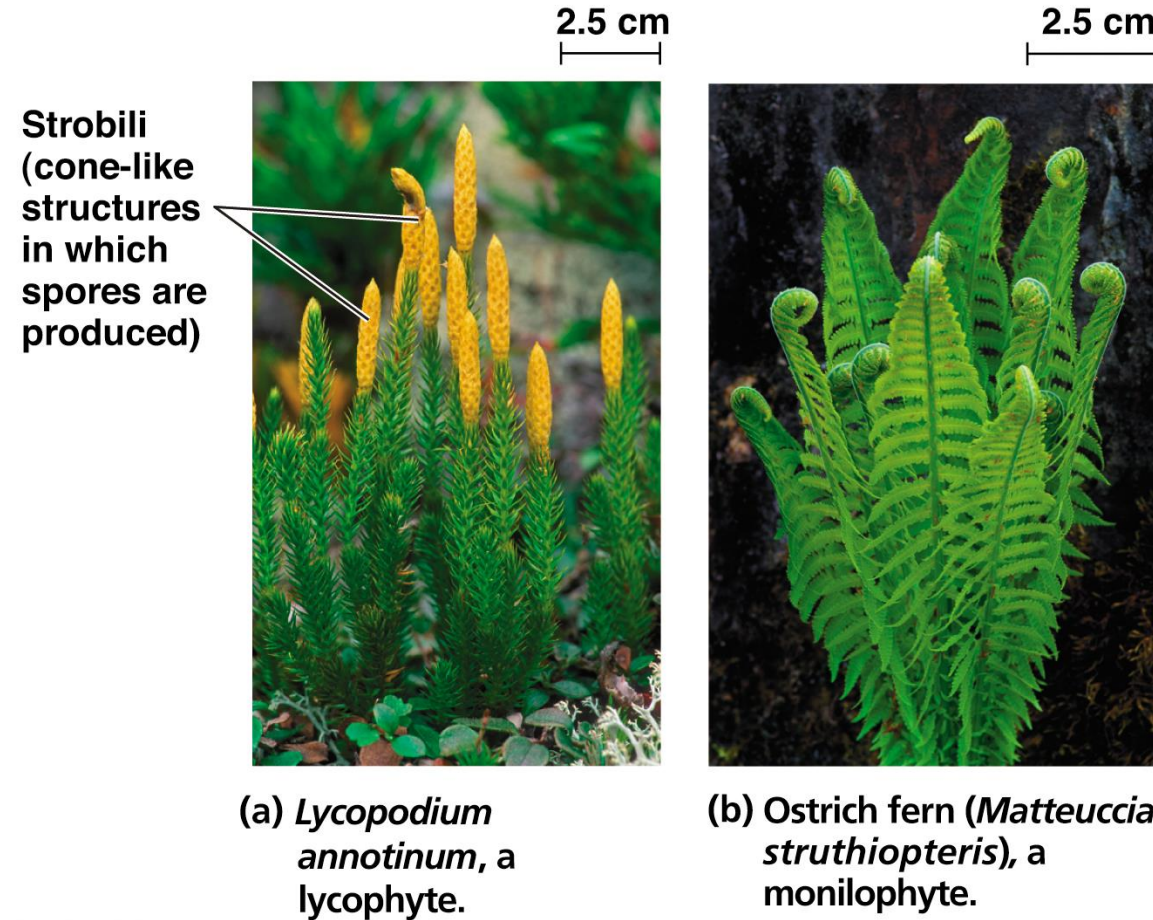 2.5 cm
2.5 cm
Strobili
(cone-like
structures
in which
spores are
produced)
(a) Lycopodium
annotinum, a
lycophyte.
(b) Ostrich fern (Matteuccia
struthiopteris), a
monilophyte.